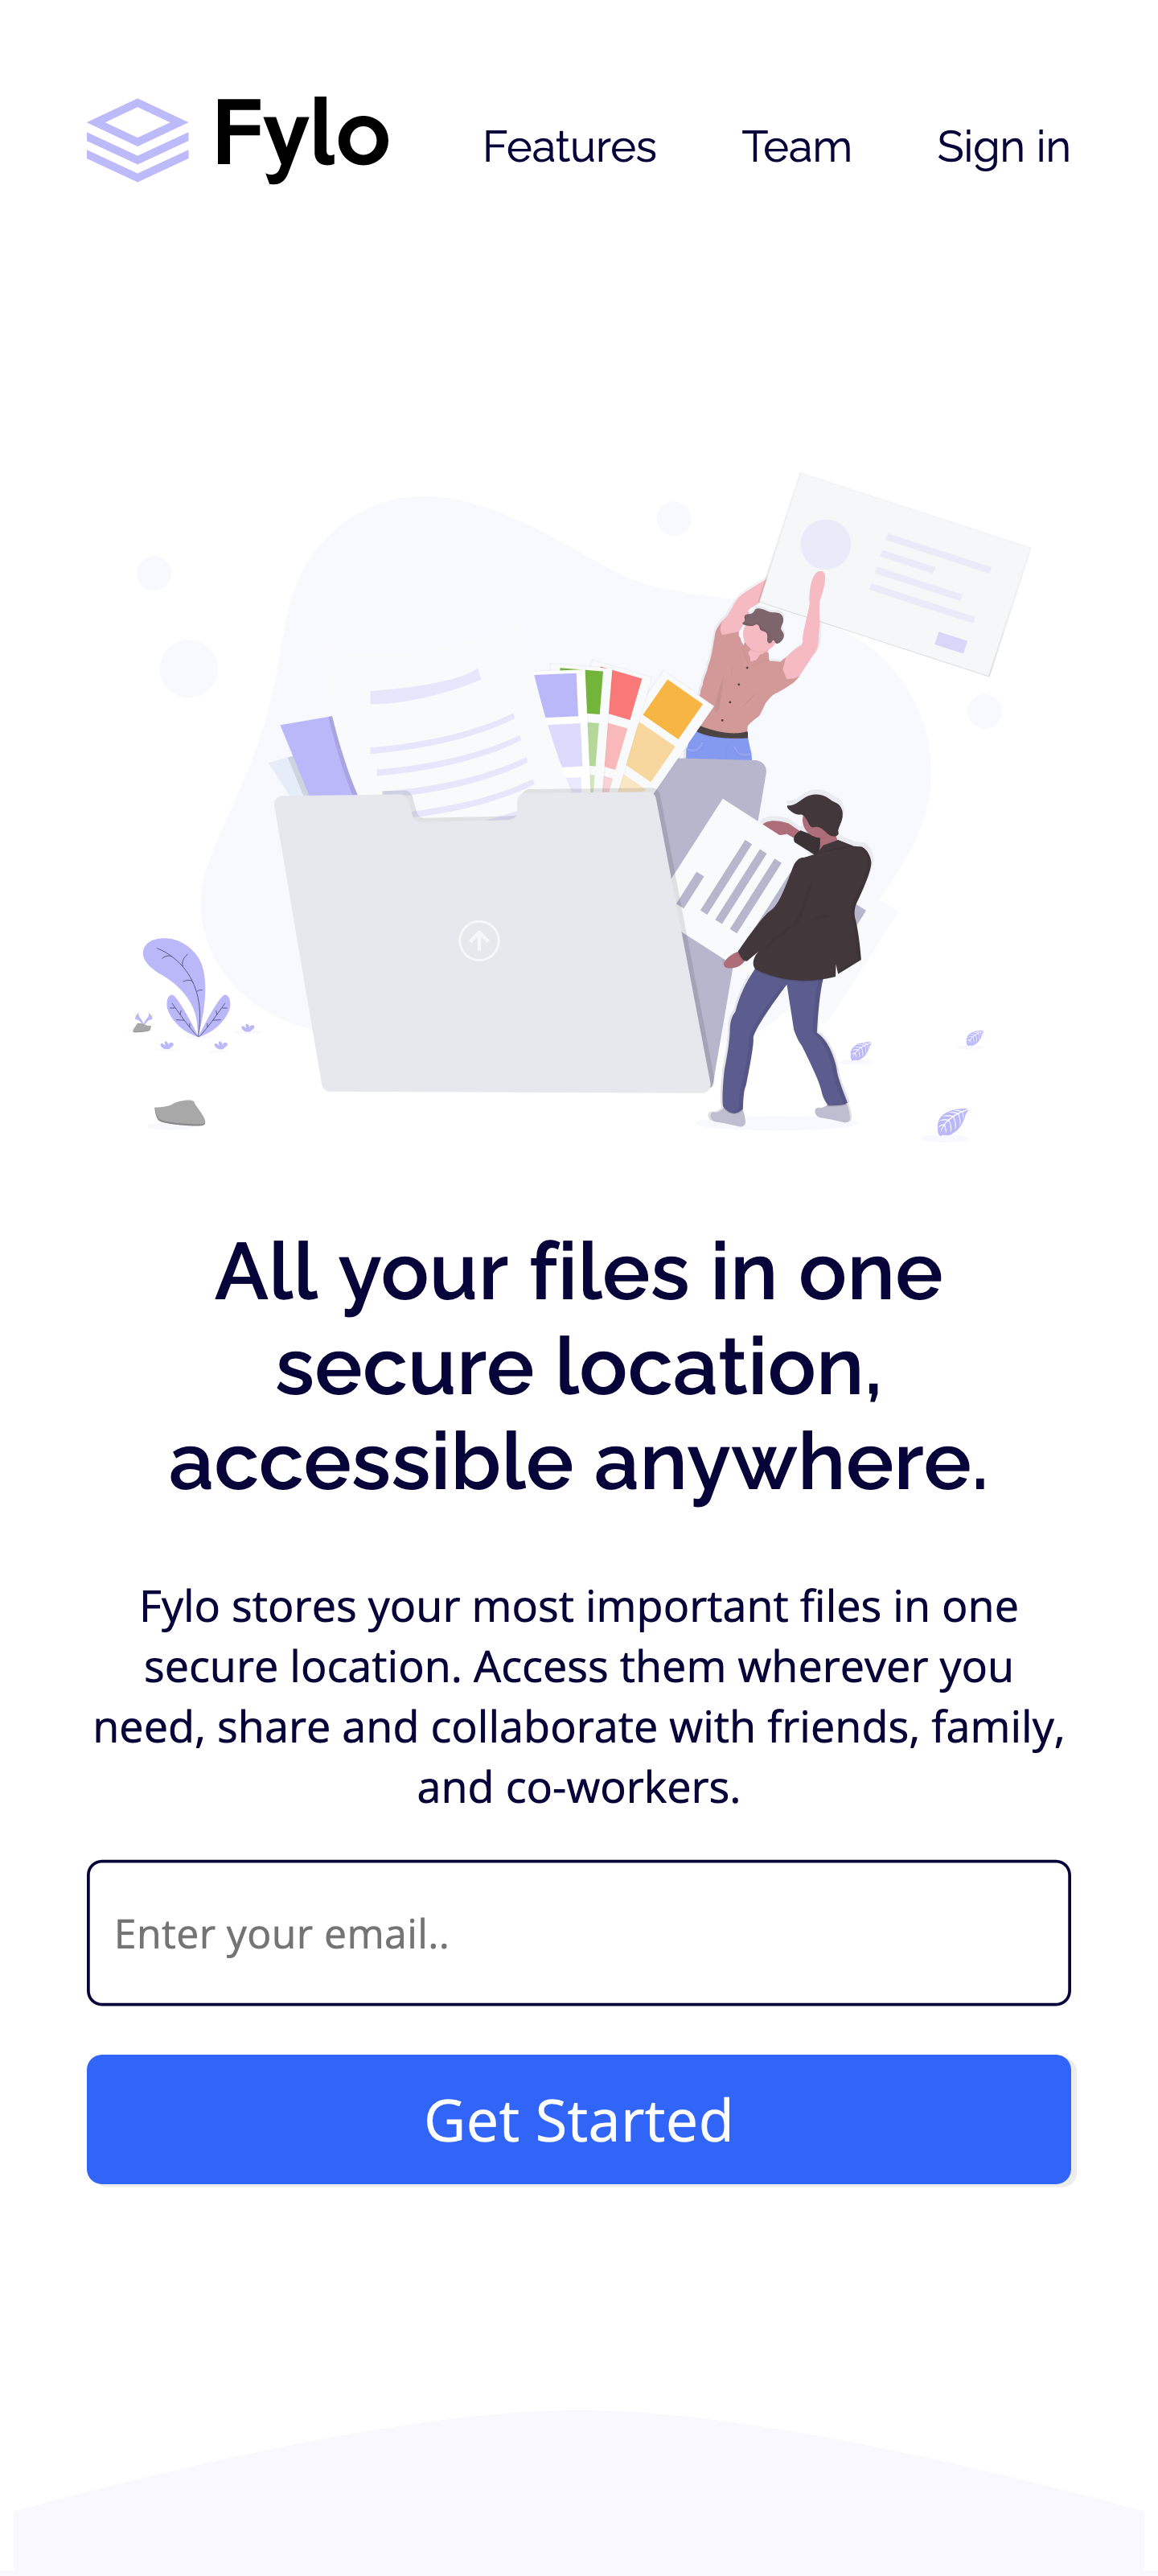 Fylo
Features Team Sign in
All your files in one
secure location,
accessible anywhere.
Fylo stores your most important files in one
secure location. Access them wherever you
need, share and collaborate with friends, family,
and co-workers.
Enter your email..
Get Started